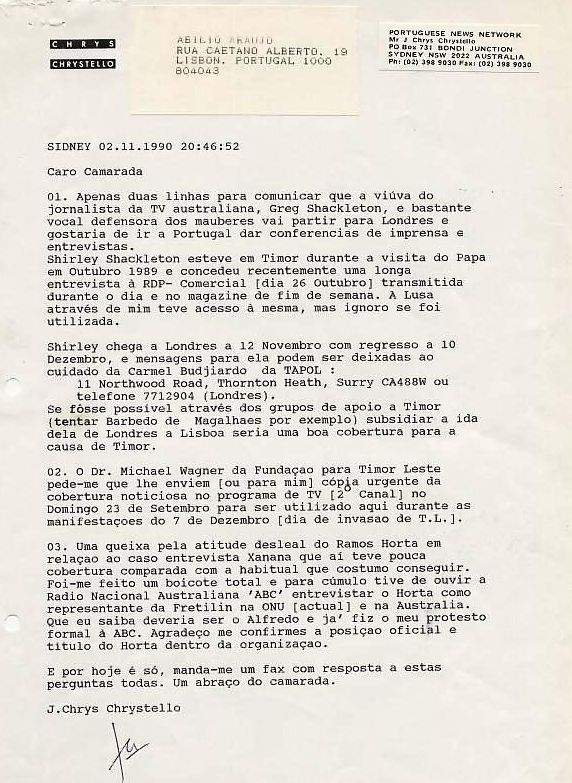 CHRYS
CHRYSTELLO
ABILIO ARAUJO
RUA CAETANO ALBERTO. 19
LISBON. PORTUGAL 1000
804043
PORTUGUESE NEWS NETWORK
Mr J Chrys Chrystello
PO Box 731 BONDI JUNCTION
SYDNEY NSW 2022 AUSTRALIA
Ph: (02) 398 9030 Fax: (02) 398 9030
SIDNEY 02.11.1990 20:46:52
Caro Camarada
01. Apenas duas linhas para comunicar que a viúva do
jornalista da TV australiana, Greg Shackleton, e bastante
vocal defensora dos mauberes vai partir para Londres e
gostaria de ir a Portugal dar conferencias de imprensa e
entrevistas.
Shirley Shackleton esteve em Timor durante a visita do Papa
em Outubro 1989 e concedeu recentemente uma longa
entrevista à RDP- Comercial [dia 26 Outubro] transmitida
durante o dia e no magazine de fim de semana. A Lusa
através de mim teve acesso à mesma, mas ignoro se foi
utilizada.
Shirley chega a Londres a 12 Novembro com regresso a 10
Dezembro, e mensagens para ela podem ser deixadas ao
cuidado da Carmel Budjiardo da TAPOL :
11 Northwood Road, Thornton Heath, Surry CA488W ou
telefone 7712904 (Londres).
Se fôsse possível através dos grupos de apoio a Timor
(tentar Barbedo de Magalhaes por exemplo) subsidiar a ida
dela de Londres a Lisboa seria uma boa cobertura para a
causa de Timor.
02. O Dr. Michael Wagner da Fundaçao para Timor Leste
pede-me que lhe enviem [ou para mim] cópia urgente da
cobertura noticiosa no programa de TV [2º Canal] no
Domingo 23 de Setembro para ser utilizado aqui durante as
manifestaçoes do 7 de Dezembro [dia de invasao de T.L.].
03. Uma queixa pela atitude desleal do Ramos Horta em
relaçao ao caso entrevista Xanana que aí teve pouca
cobertura comparada com a habitual que costumo conseguir.
Foi-me feito um boicote total e para cúmulo tive de ouvir a
Radio Nacional Australiana 'ABC' entrevistar o Horta como
representante da Fretilin na ONU [actual] e na Australia.
Que eu saiba deveria ser o Alfredo e ja' fiz o meu protesto
formal à ABC. Agradeço me confirmes a posiçao oficial e
titulo do Horta dentro da organizaçao.
E por hoje é só, manda-me um fax com resposta a estas
perguntas todas. Um abraço do camarada.
J.Chrys Chrystello